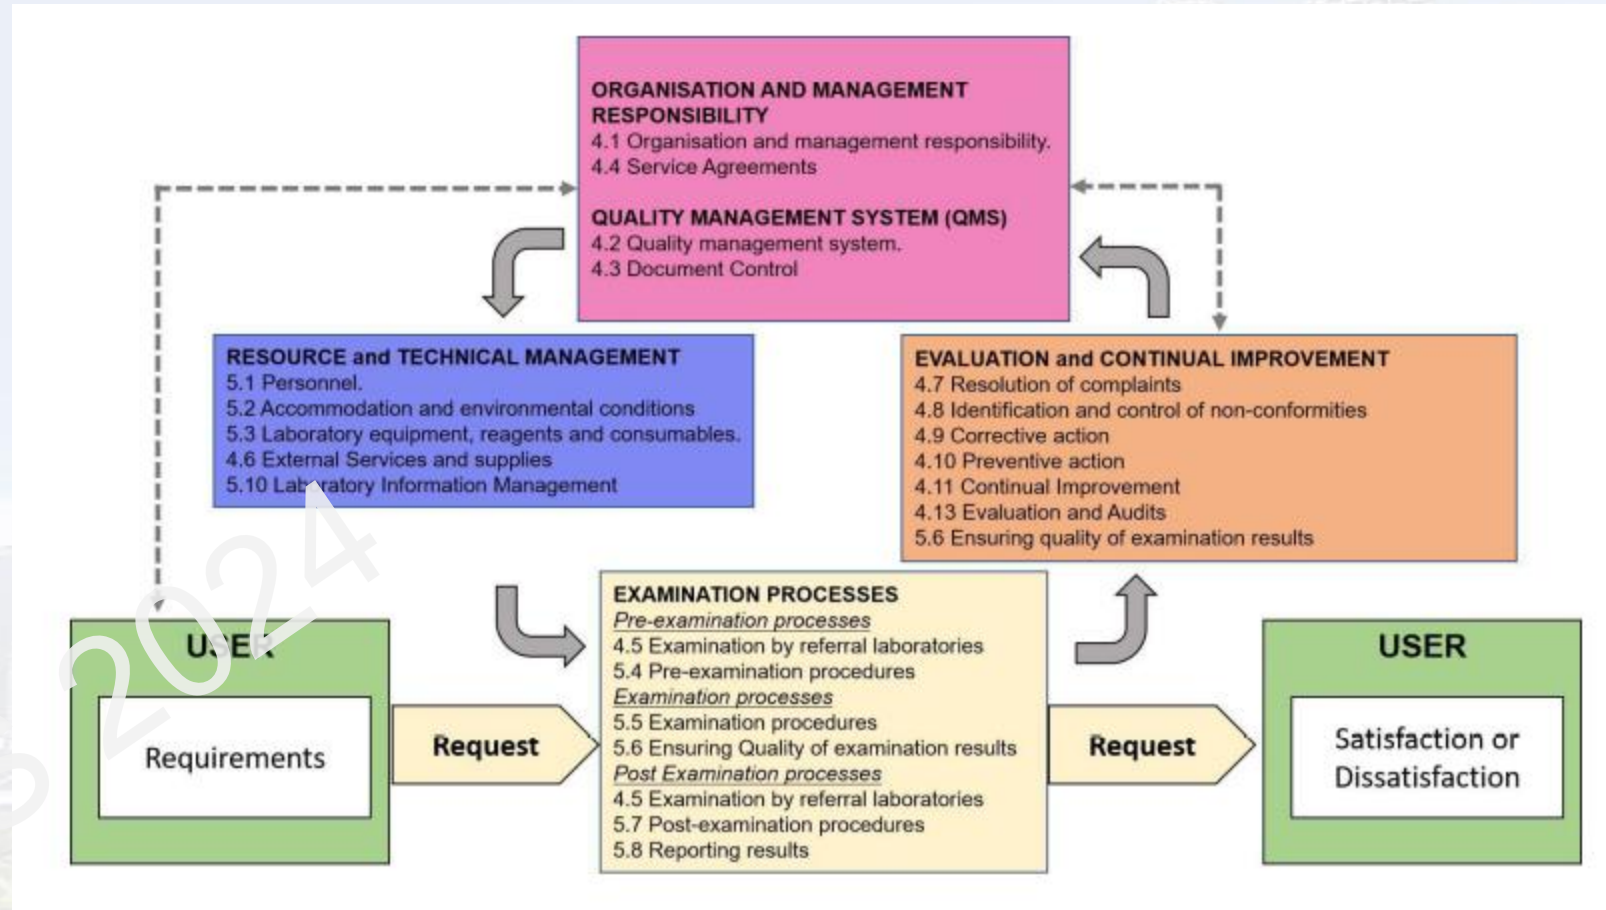 ORGANISATION AND MANAGEMENT
RESPONSIBILITY
4.1 Organisation and management responsibility.
4.4 Service Agreements
QUALITY MANAGEMENT SYSTEM (QMS)
4.2 Quality management system.
4.3 Document Control
RESOURCE and TECHNICAL MANAGEMENT
5.1 Personnel.
5.2 Accommodation and environmental conditions
5.3 Laboratory equipment, reagents and consumables.
4.6 External Services and supplies
5.10 Laboratory Information Management
EVALUATION and CONTINUAL IMPROVEMENT
4.7 Resolution of complaints
4.8 Identification and control of non-conformities
4.9 Corrective action
4.10 Preventive action
4.11 Continual Improvement
4.13 Evaluation and Audits
5.6 Ensuring quality of examination results
USER
Requirements
Request
EXAMINATION PROCESSES
Pre-examination processes
4.5 Examination by referral laboratories
5.4 Pre-examination procedures
Examination processes
5.5 Examination procedures
5.6 Ensuring Quality of examination results
Post Examination processes
4.5 Examination by referral laboratories
5.7 Post-examination procedures
5.8 Reporting results
Request
USER
Satisfaction or
Dissatisfaction
2024